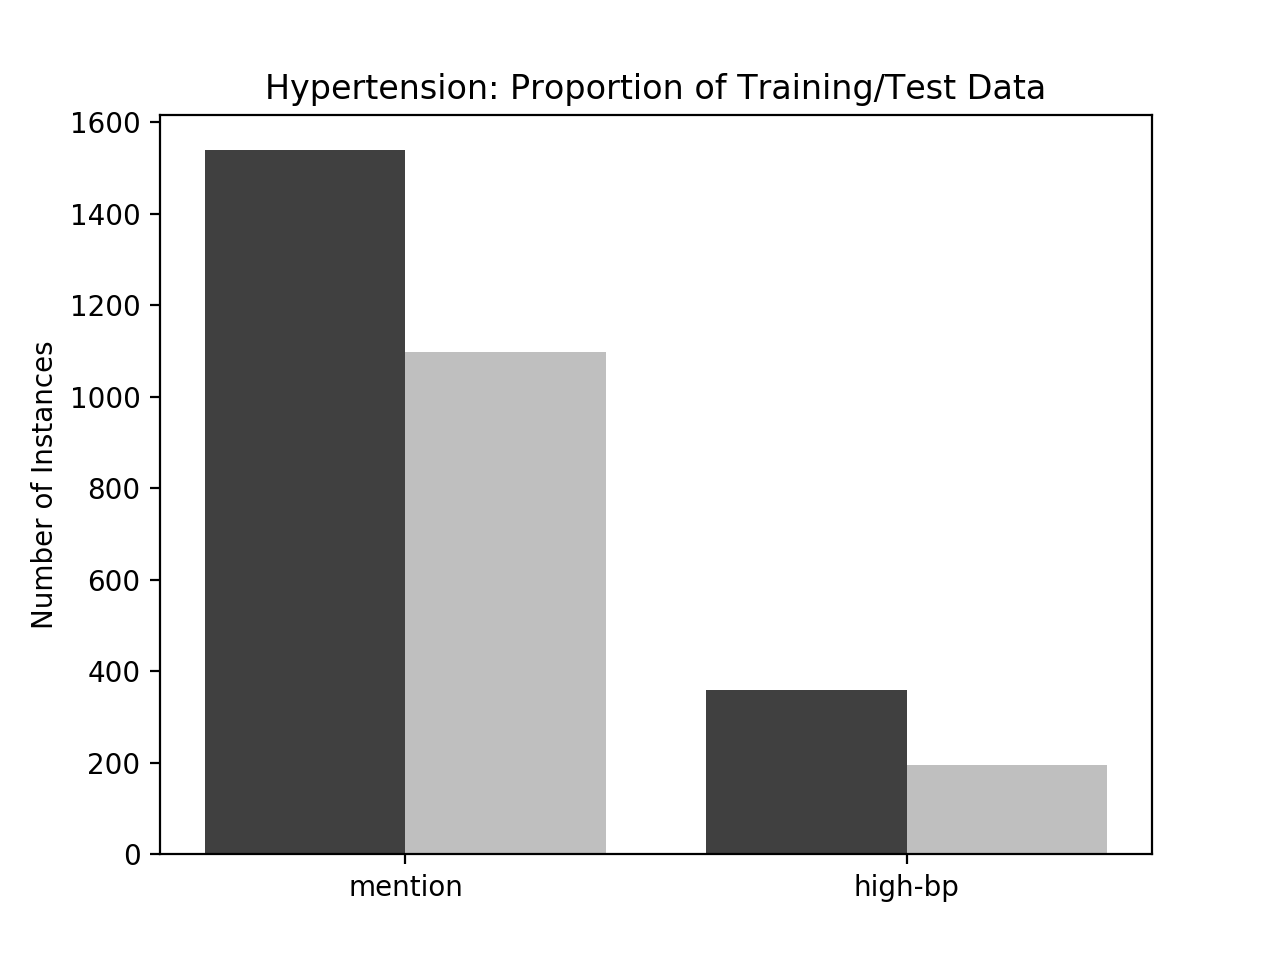 Hypertension: Proportion of Training/Test Data
1600
1400
1200
1000
800
600
400
200
0
Number of Instances
mention
high-bp